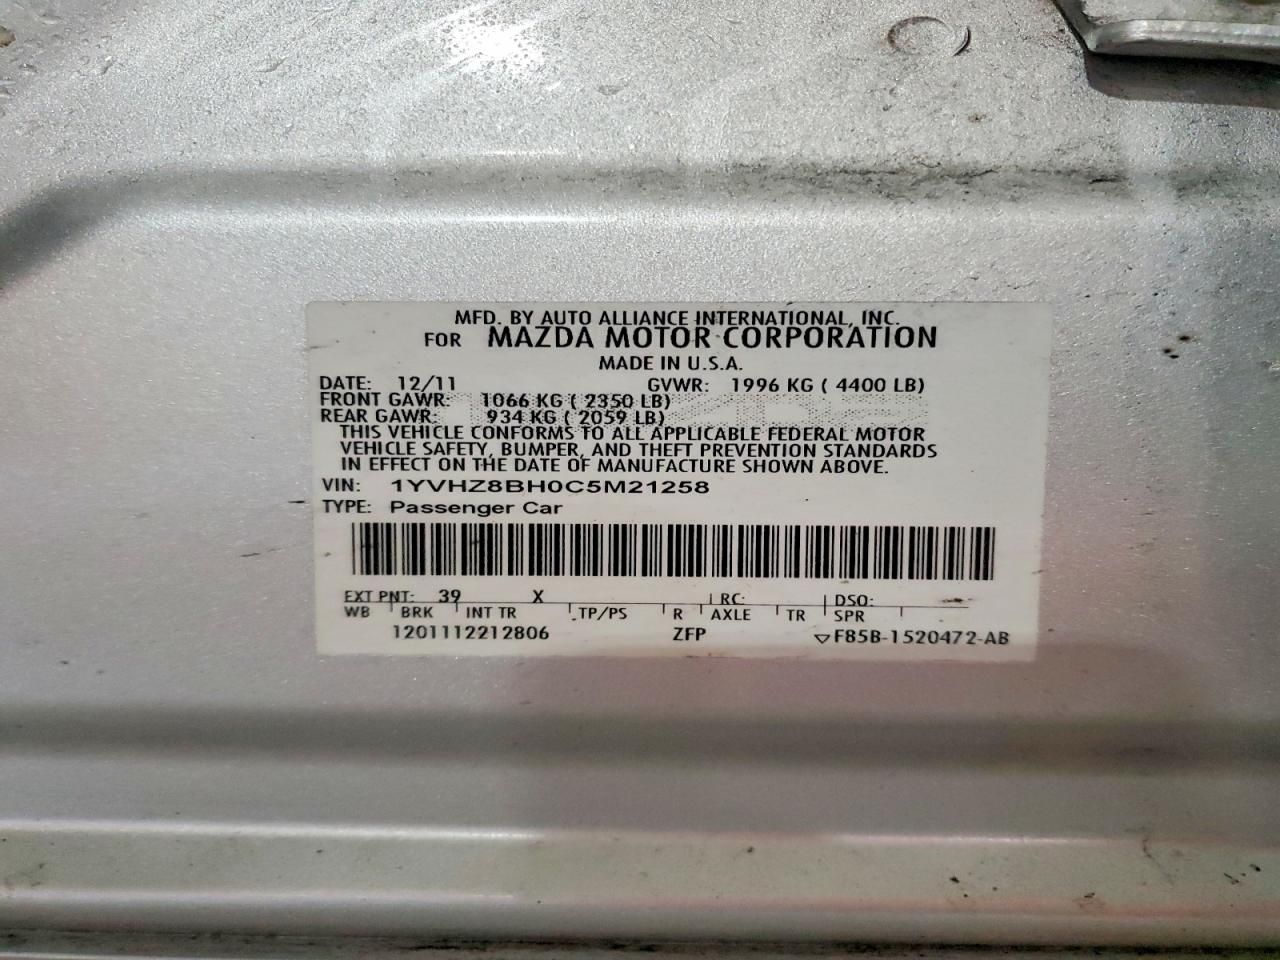 MFD. BY AUTO ALLIANCE INTERNATIONAL, INC.
FOR MAZDA MOTOR CORPORATION
MADE IN U.S.A.
DATE: 12/11 GVWR: 1996 KG ( 4400 LB)
FRONT GAWR: 1066 KG ( 2350 LB)
REAR GAWR: 934 KG ( 2059 LB)
THIS VEHICLE CONFORMS TO ALL APPLICABLE FEDERAL MOTOR
VEHICLE SAFETY, BUMPER, AND THEFT PREVENTION STANDARDS
IN EFFECT ON THE DATE OF MANUFACTURE SHOWN ABOVE.
VIN: 1YVHZ8BH0C5M21258
TYPE: Passenger Car
EXT PNT: 39 X RC: DSO:
WB BRK INT TR TP/PS R AXLE TR SPR
1201112212806 ZFP ▽F85B-1520472-AB